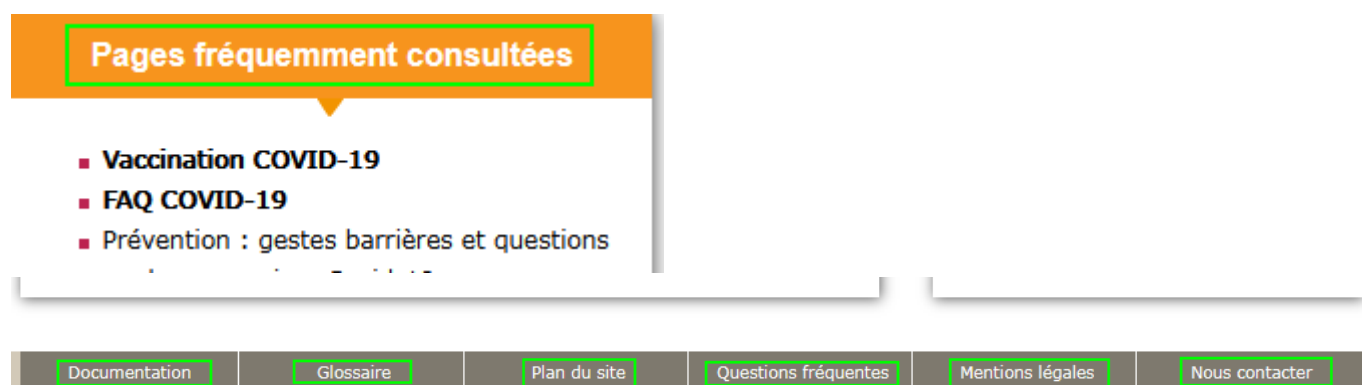 Pages fréquemment consultées
Vaccination COVID-19
FAQ COVID-19
Prévention : gestes barrières et questions
Documentation Glossaire Plan du site Questions fréquentes Mentions légales Nous contacter